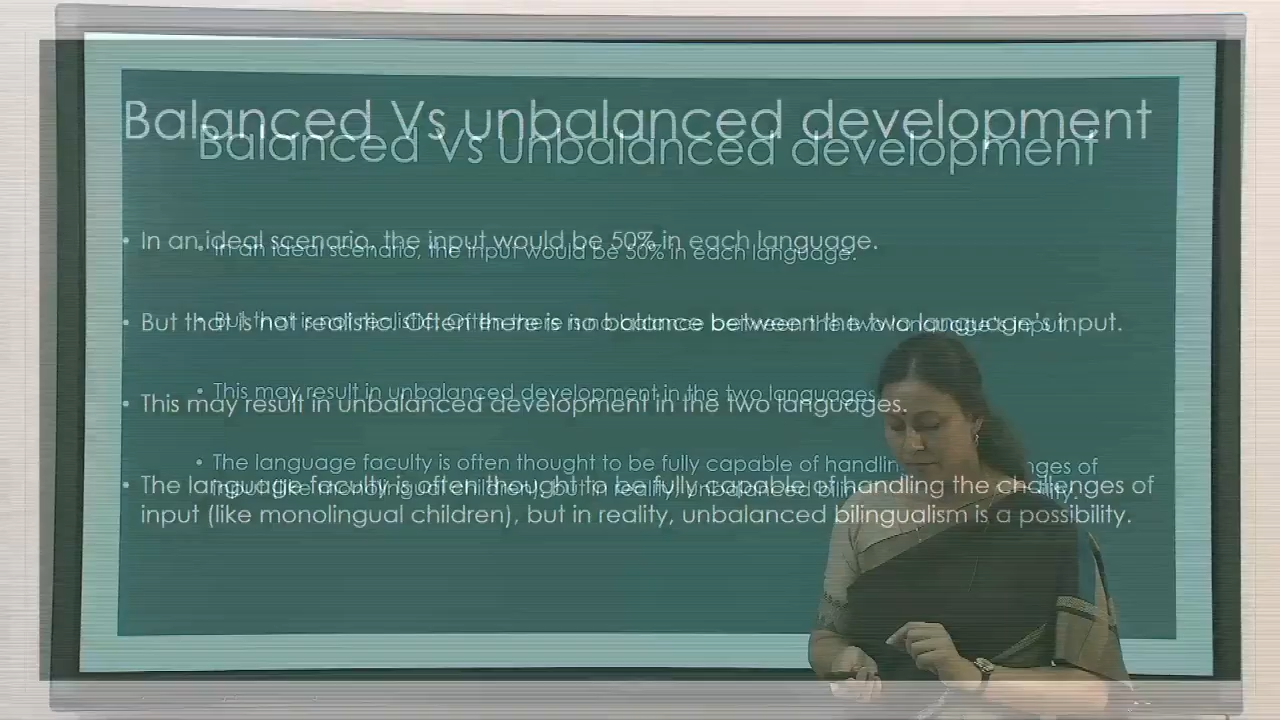 Balanced Vs unbalanced development
• In an ideal scenario, the input would be 50% in each language.
• But that is not realistic. Often there is no balance between the two language's input.
• This may result in unbalanced development in the two languages.
• The language faculty is often thought to be fully capable of handling the challenges of
input (like monolingual children), but in reality, unbalanced bilingualism is a possibility.